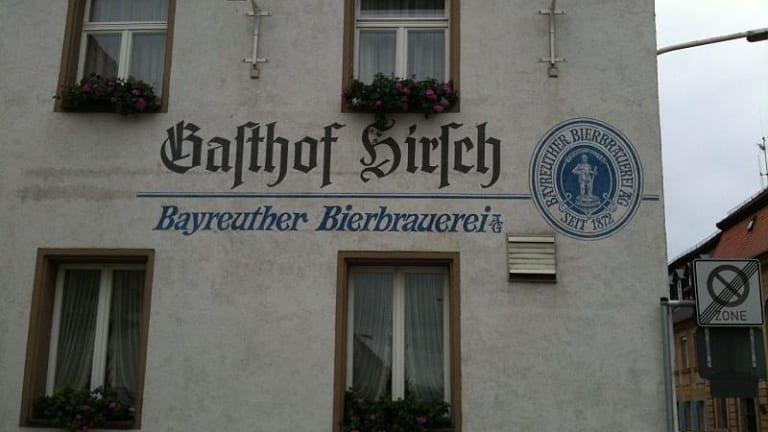 Gasthof Hirsch
Bayreuther Bierbrauerei AG
BAYREUTHER BIERBRAUEREI AG
SEIT 1872
ZONE